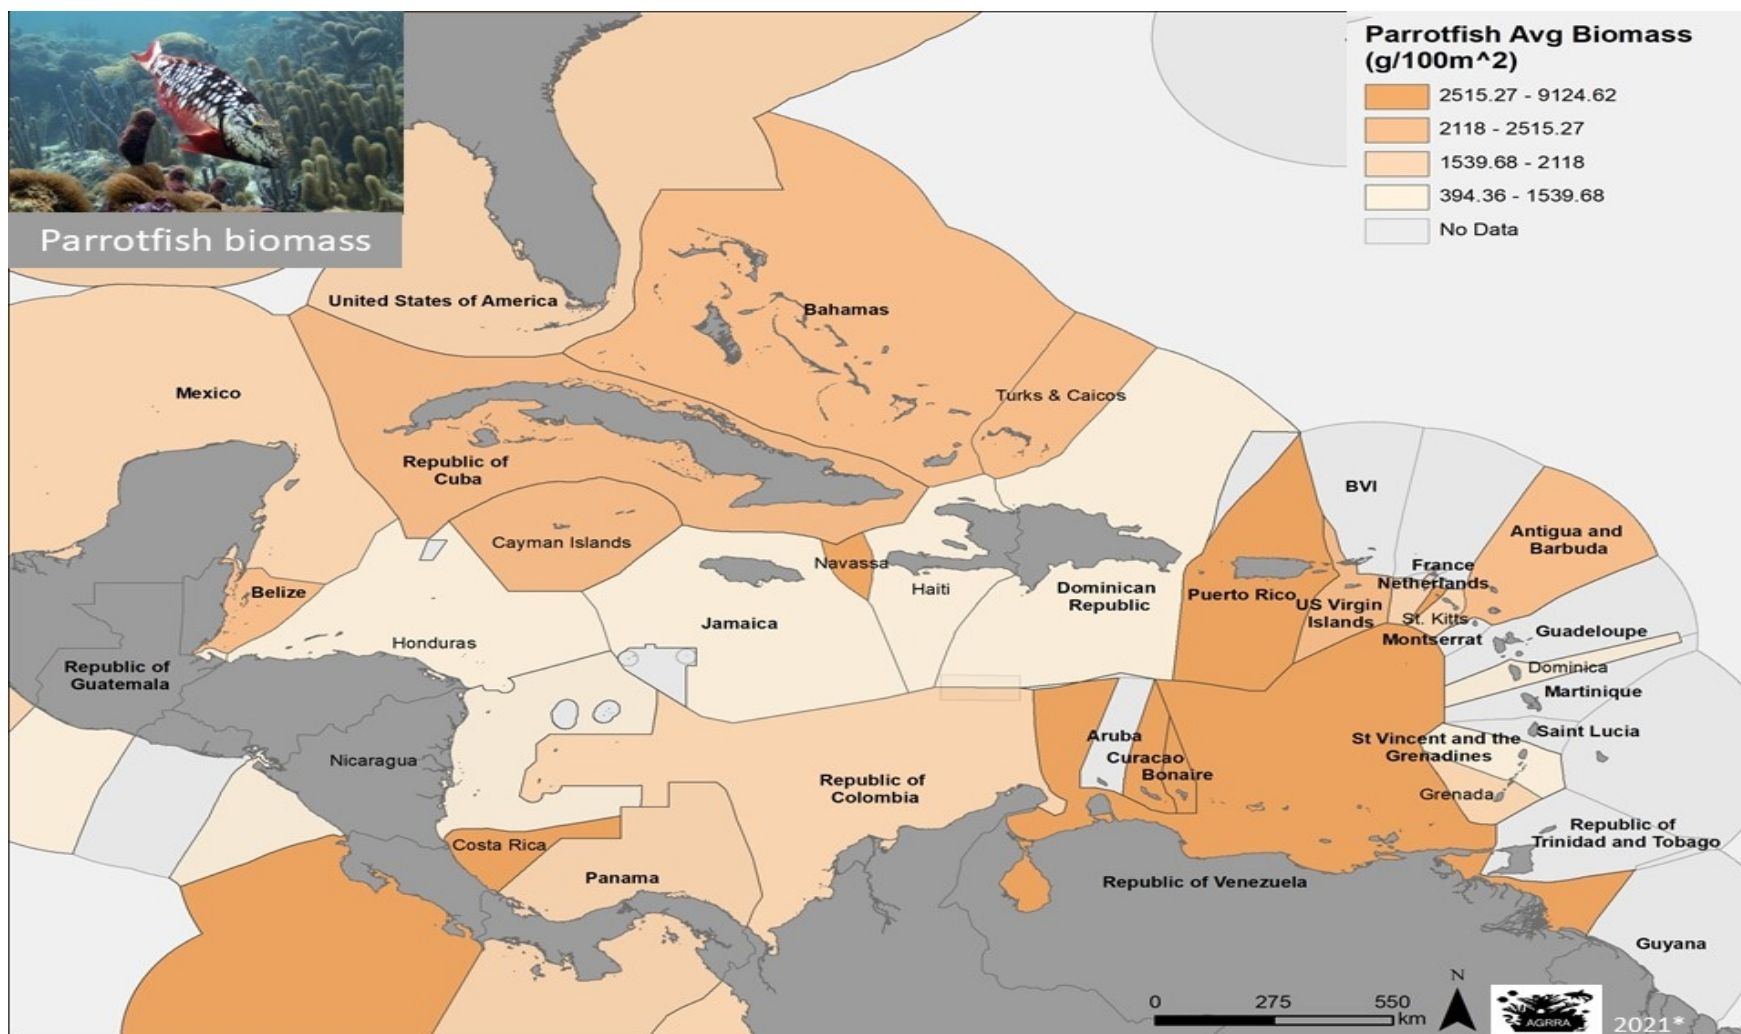 Parrotfish biomass
Parrotfish Avg Biomass
(g/100m^2)
2515.27 - 9124.62
2118 - 2515.27
1539.68 - 2118
394.36 - 1539.68
No Data
United States of America
Bahamas
Mexico
Turks & Caicos
Republic of
Cuba
BVI
Cayman Islands
Antigua and
Barbuda
Navassa
France
Netherlands
Belize
Haiti
Dominican
Republic
Puerto Rico
US Virgin
Islands
St. Kitts
Jamaica
Montserrat
Guadeloupe
Honduras
Republic of
Guatemala
Dominica
Martinique
Saint Lucia
Aruba
St Vincent and the
Grenadines
Curacao
Bonaire
Nicaragua
Republic of
Colombia
Grenada
Republic of
Trinidad and Tobago
Costa Rica
Panama
Republic of Venezuela
Guyana
N
0 275 550
km
AGRRA
2021*